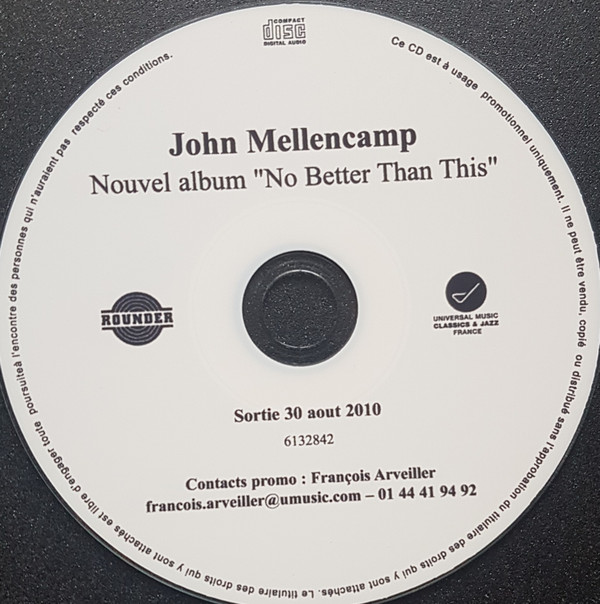 COMPACT
disc
DIGITAL AUDIO
Ce CD est à usage promotionnel uniquement. Il ne peut être vendu, copié ou distribué sans l'approbation du titulaire des droits qui y sont attachés. Le titulaire des droits qui y sont attachés est libre d'engager toute poursuiteà l'encontre des personnes qui n'auraient pas respecté ces conditions.
John Mellencamp
Nouvel album "No Better Than This"
ROUNDER
UNIVERSAL MUSIC
CLASSICS & JAZZ
FRANCE
Sortie 30 aout 2010
6132842
Contacts promo : François Arveiller
francois.arveiller@umusic.com – 01 44 41 94 92